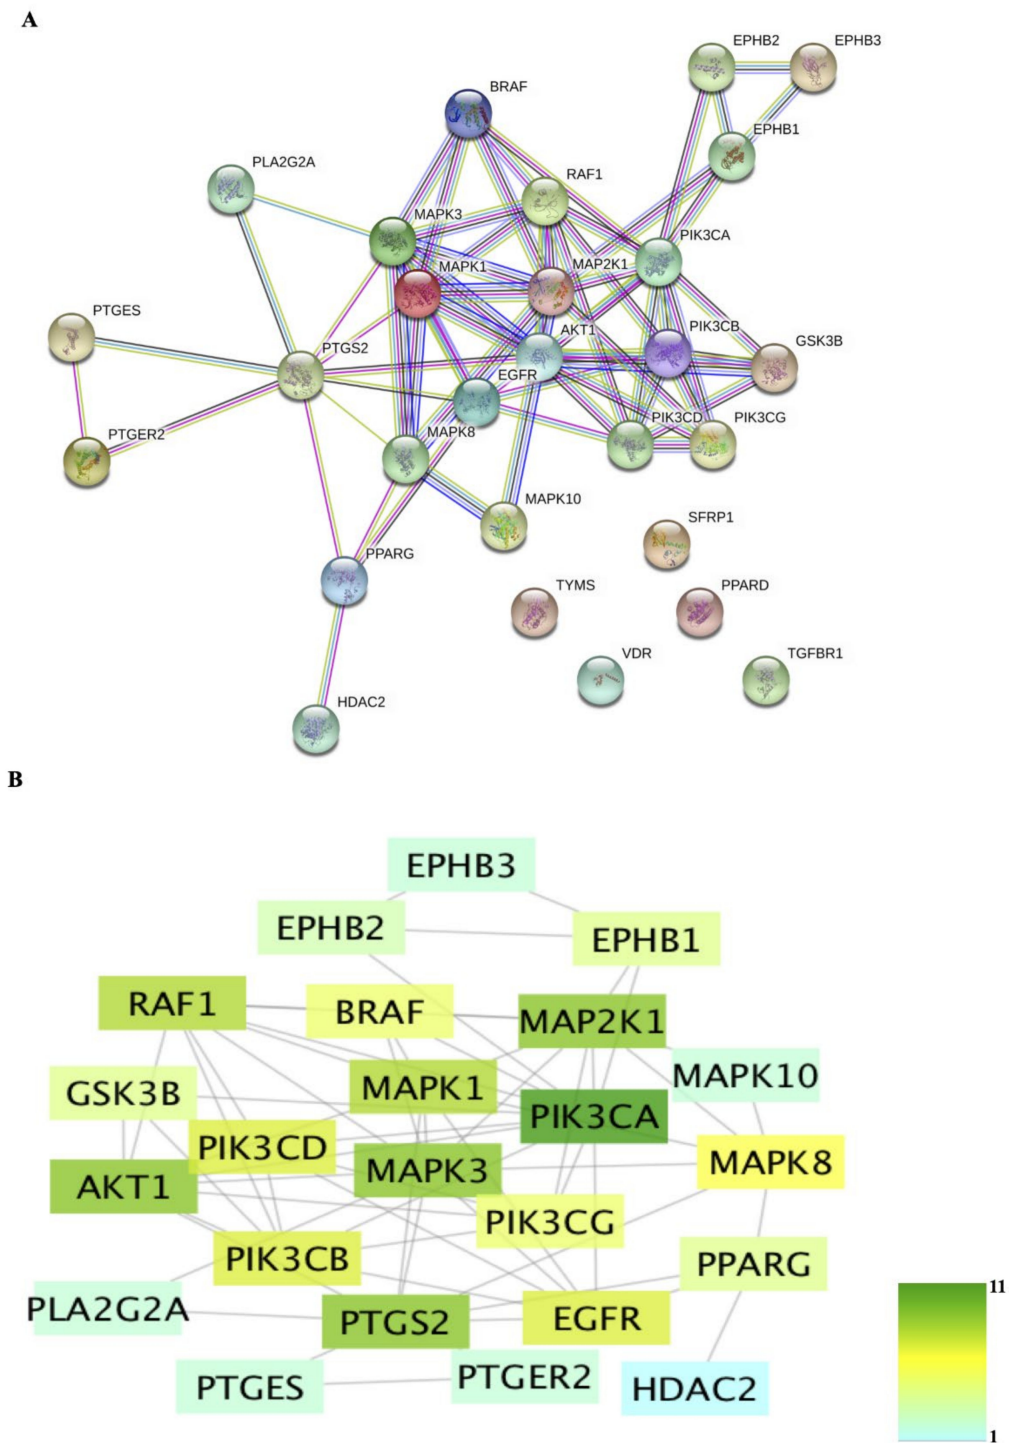 A
EPHB2
EPHB3
BRAF
EPHB1
PLA2G2A
RAF1
MAPK3
PIK3CA
MAPK1
MAP2K1
PTGES
AKT1
PIK3CB
GSK3B
PTGS2
EGFR
PIK3CD
PIK3CG
PTGER2
MAPK8
MAPK10
SFRP1
PPARG
TYMS
PPARD
VDR
TGFBR1
HDAC2
B
EPHB3
EPHB2
EPHB1
RAF1
BRAF
MAP2K1
GSK3B
MAPK1
MAPK10
PIK3CA
PIK3CD
MAPK3
MAPK8
AKT1
PIK3CG
PIK3CB
PPARG
PLA2G2A
PTGS2
EGFR
11
PTGES
PTGER2
HDAC2
1